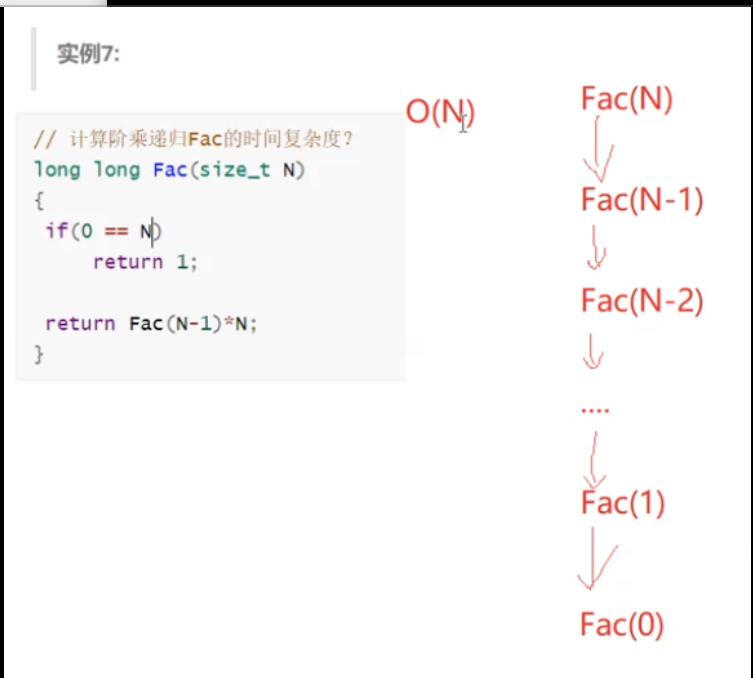 实例7:
// 计算阶乘递归Fac的时间复杂度?
long long Fac(size_t N)
{
if(0 == N)
return 1;
return Fac(N-1)*N;
}
O(N)
Fac(N)
Fac(N-1)
Fac(N-2)
....
Fac(1)
Fac(0)